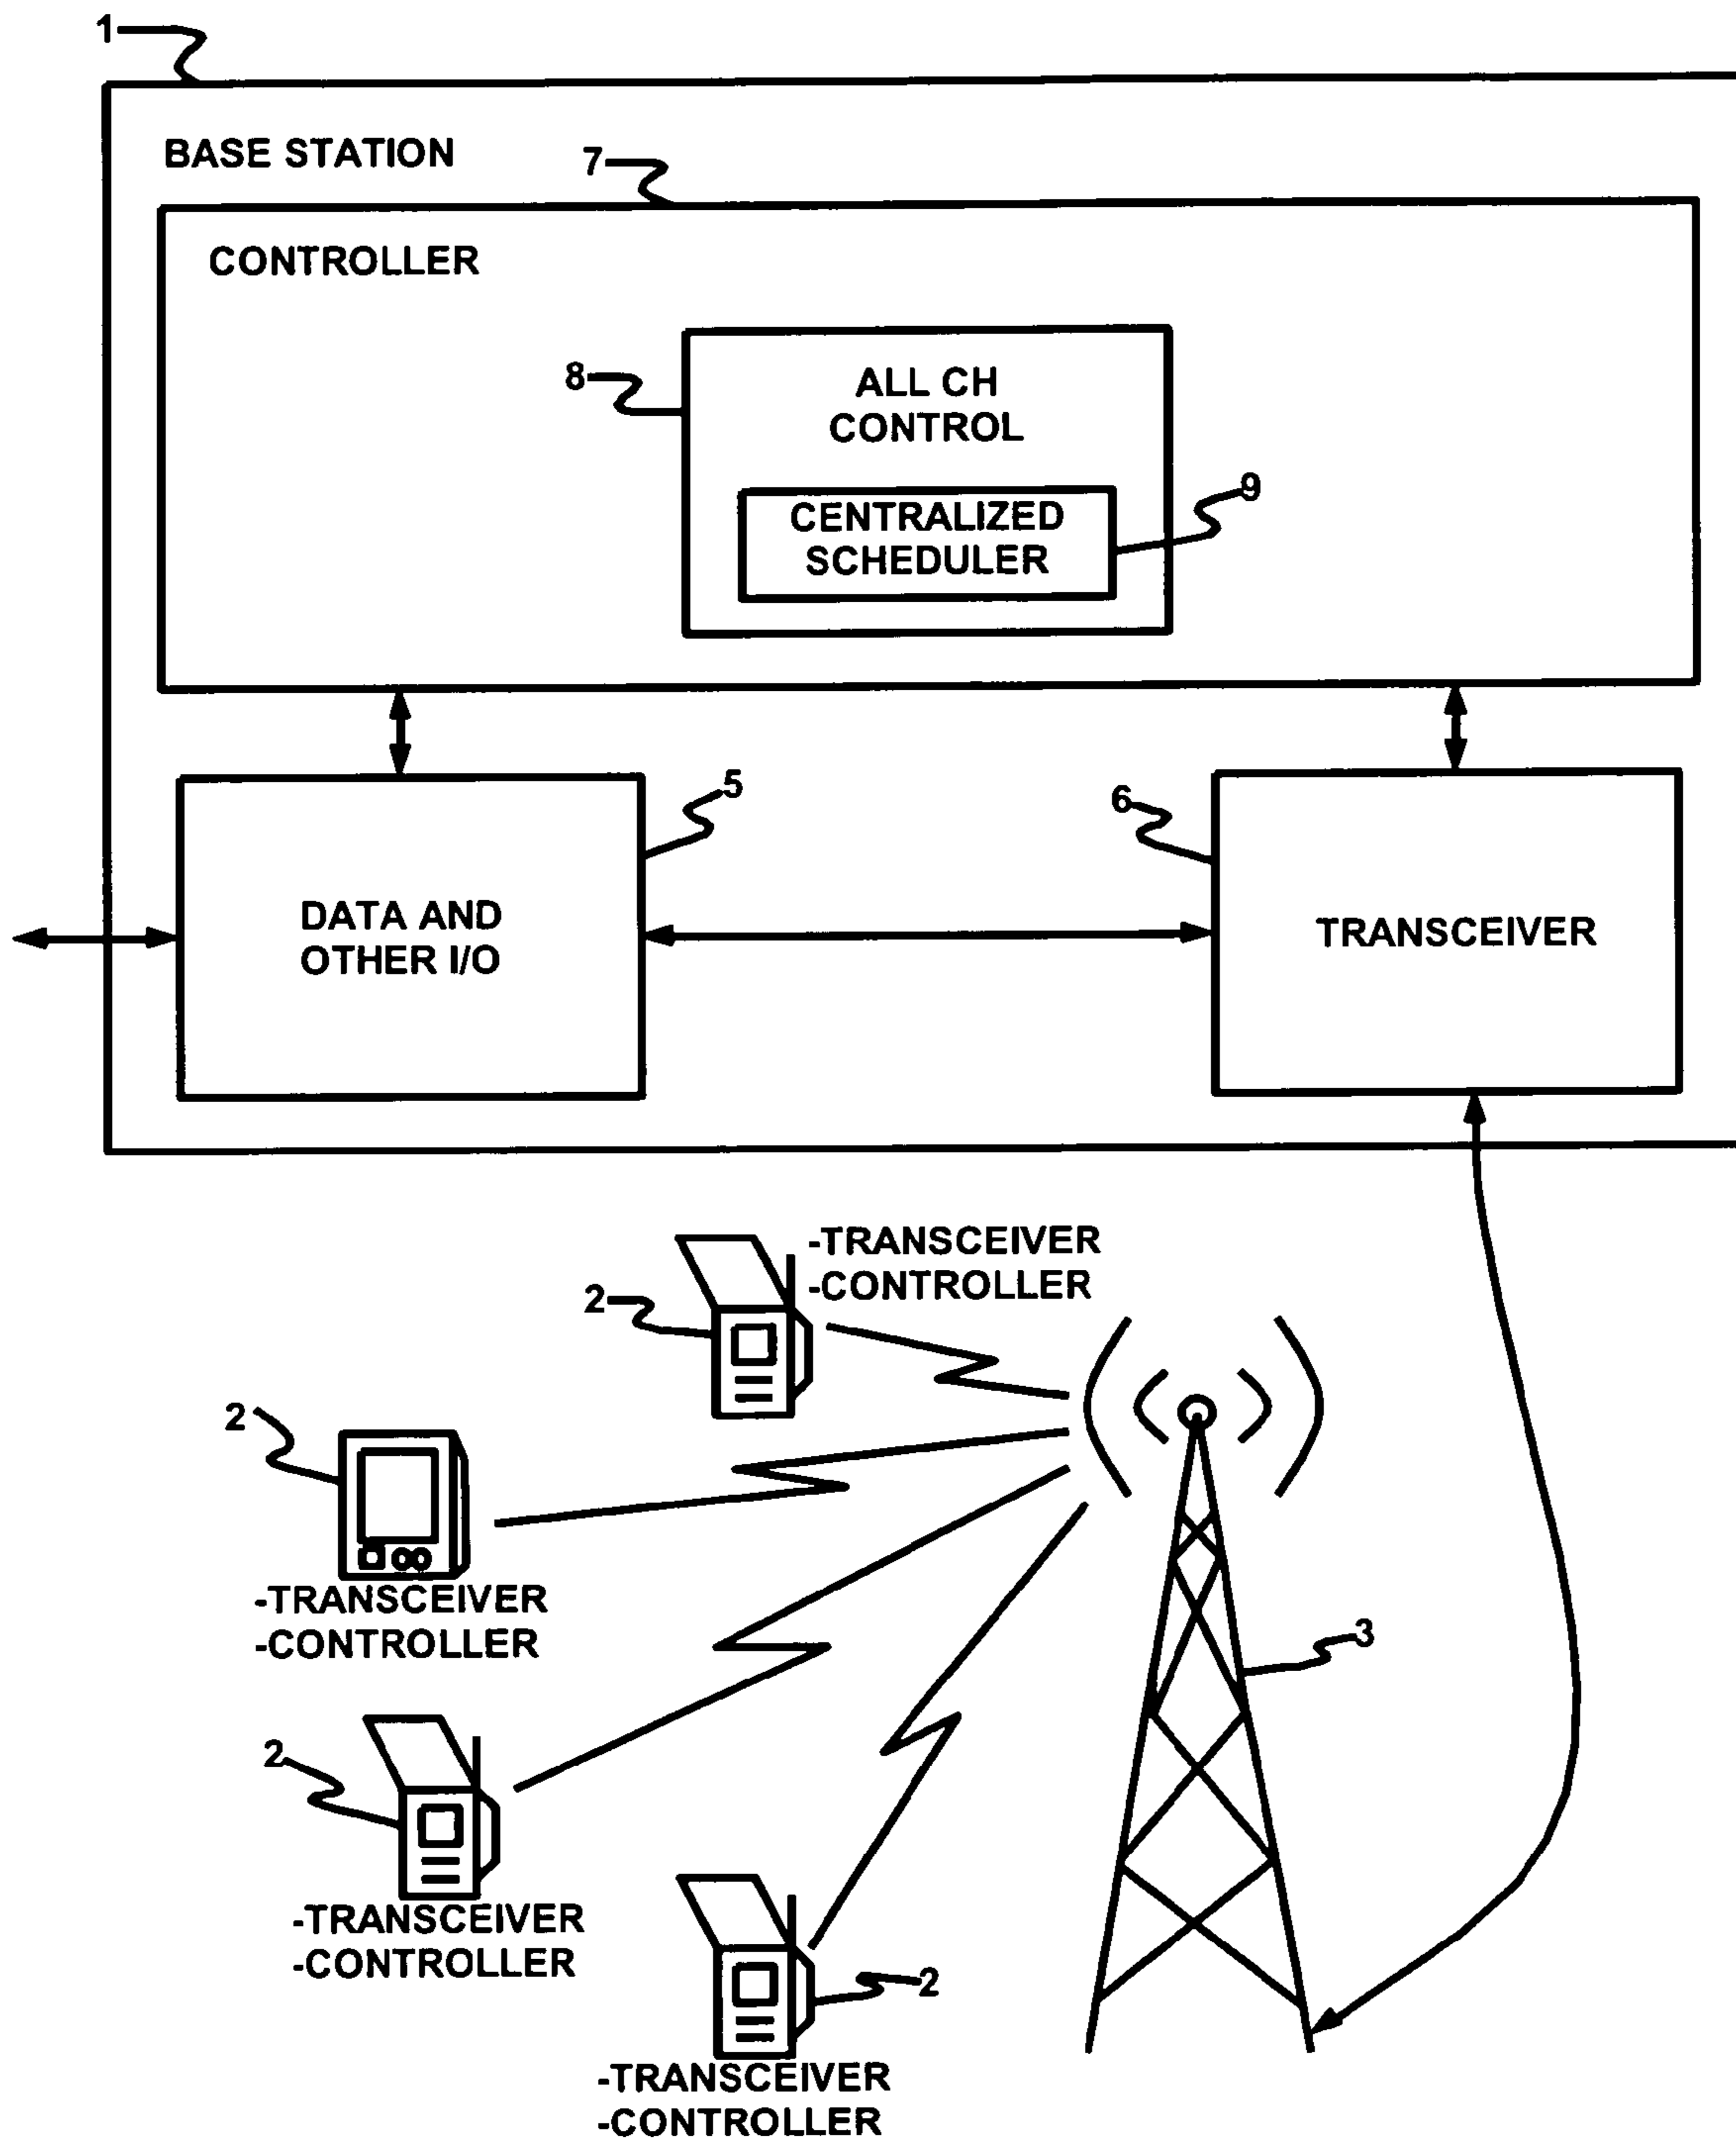 1
BASE STATION
7
CONTROLLER
8
ALL CH
CONTROL
9
CENTRALIZED
SCHEDULER
5
6
DATA AND
OTHER I/O
TRANSCEIVER
-TRANSCEIVER
-CONTROLLER
2
2
-TRANSCEIVER
-CONTROLLER
3
2
-TRANSCEIVER
-CONTROLLER
2
-TRANSCEIVER
-CONTROLLER